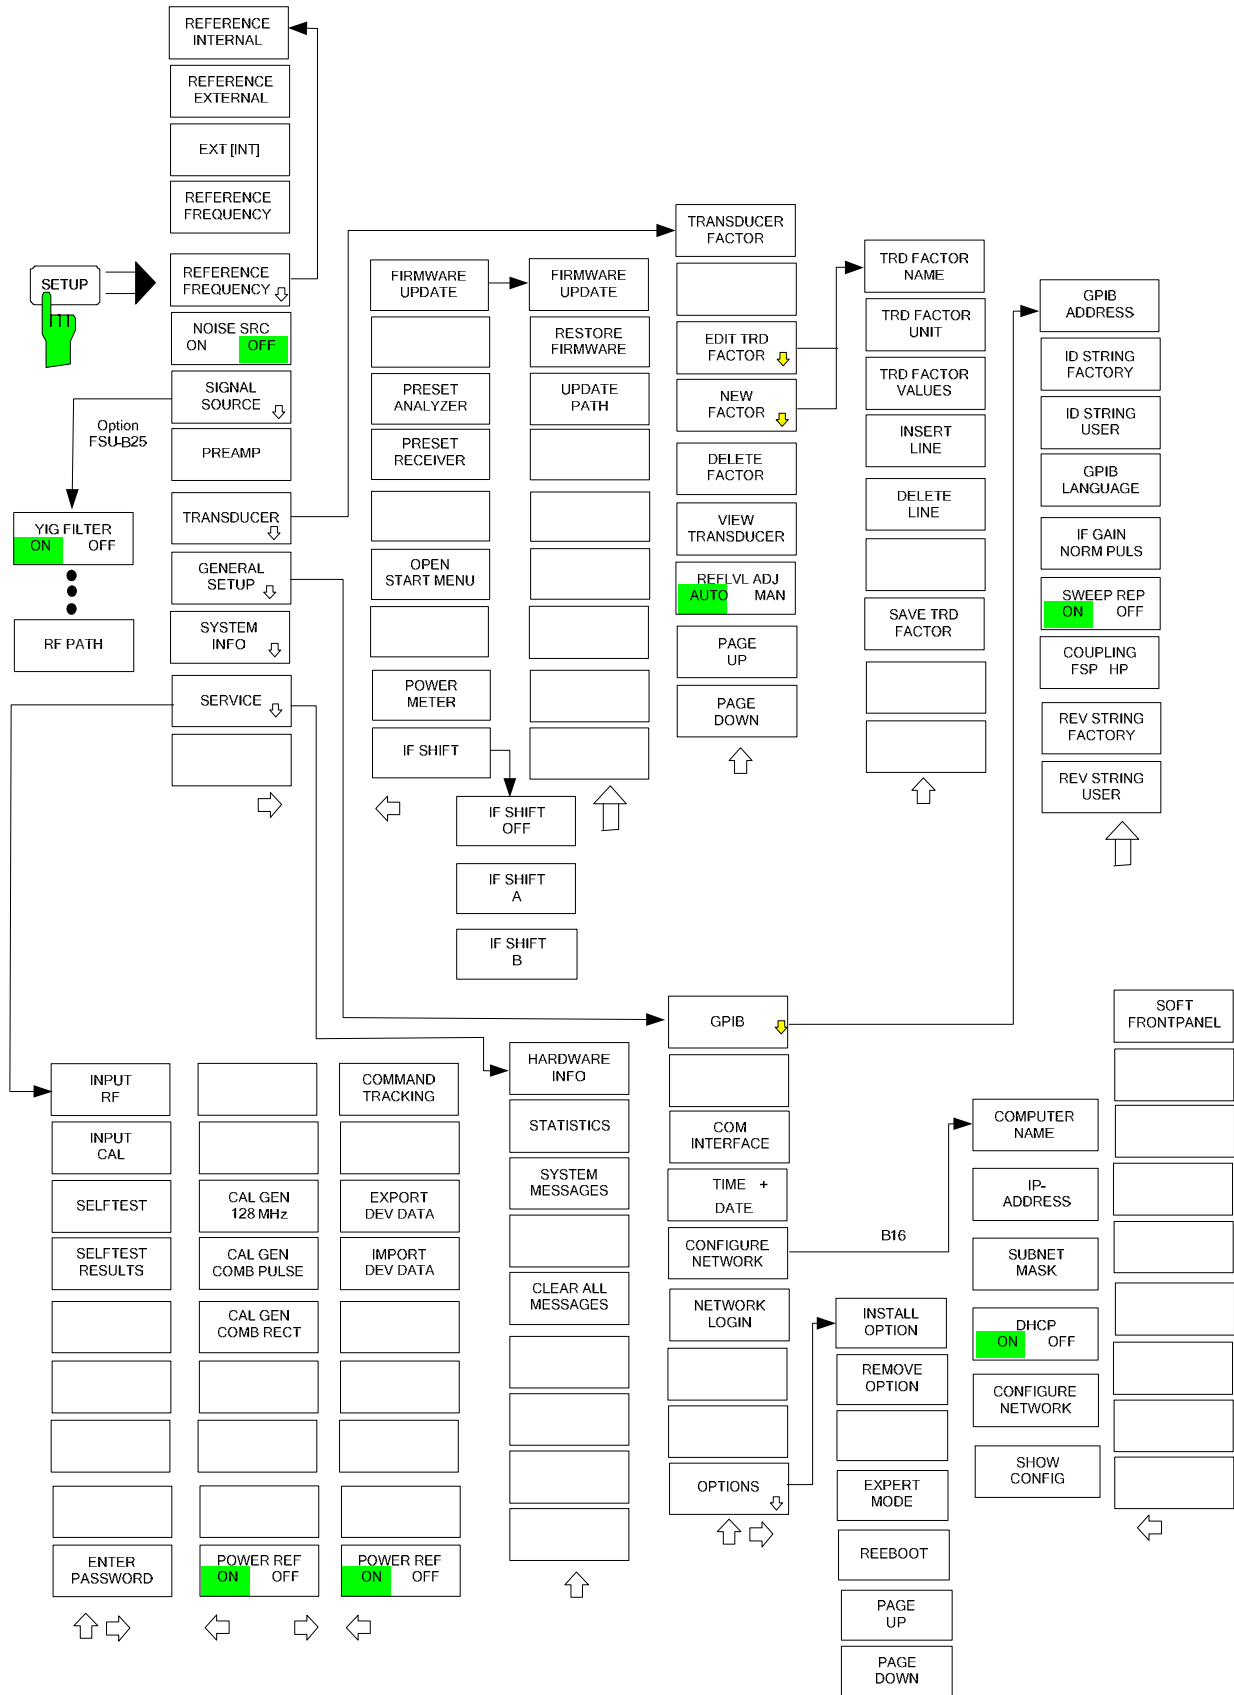 REFERENCE
INTERNAL
REFERENCE
EXTERNAL
EXT [INT]
REFERENCE
FREQUENCY
SETUP
REFERENCE
FREQUENCY
NOISE SRC
ON OFF
SIGNAL
SOURCE
Option
FSU-B25
PREAMP
TRANSDUCER
YIG FILTER
ON OFF
GENERAL
SETUP
SYSTEM
INFO
RF PATH
SERVICE
FIRMWARE
UPDATE
PRESET
ANALYZER
PRESET
RECEIVER
OPEN
START MENU
POWER
METER
IF SHIFT
IF SHIFT
OFF
IF SHIFT
A
IF SHIFT
B
FIRMWARE
UPDATE
RESTORE
FIRMWARE
UPDATE
PATH
TRANSDUCER
FACTOR
EDIT TRD
FACTOR
NEW
FACTOR
DELETE
FACTOR
VIEW
TRANSDUCER
REFLVL ADJ
AUTO MAN
PAGE
UP
PAGE
DOWN
TRD FACTOR
NAME
TRD FACTOR
UNIT
TRD FACTOR
VALUES
INSERT
LINE
DELETE
LINE
SAVE TRD
FACTOR
GPIB
ADDRESS
ID STRING
FACTORY
ID STRING
USER
GPIB
LANGUAGE
IF GAIN
NORM PULS
SWEEP REP
ON OFF
COUPLING
FSP HP
REV STRING
FACTORY
REV STRING
USER
INPUT
RF
INPUT
CAL
SELFTEST
SELFTEST
RESULTS
ENTER
PASSWORD
CAL GEN
128 MHz
CAL GEN
COMB PULSE
CAL GEN
COMB RECT
POWER REF
ON OFF
COMMAND
TRACKING
EXPORT
DEV DATA
IMPORT
DEV DATA
POWER REF
ON OFF
HARDWARE
INFO
STATISTICS
SYSTEM
MESSAGES
CLEAR ALL
MESSAGES
GPIB
COM
INTERFACE
TIME +
DATE
CONFIGURE
NETWORK
NETWORK
LOGIN
OPTIONS
B16
INSTALL
OPTION
REMOVE
OPTION
EXPERT
MODE
REEBOOT
PAGE
UP
PAGE
DOWN
COMPUTER
NAME
IP-
ADDRESS
SUBNET
MASK
DHCP
ON OFF
CONFIGURE
NETWORK
SHOW
CONFIG
SOFT
FRONTPANEL